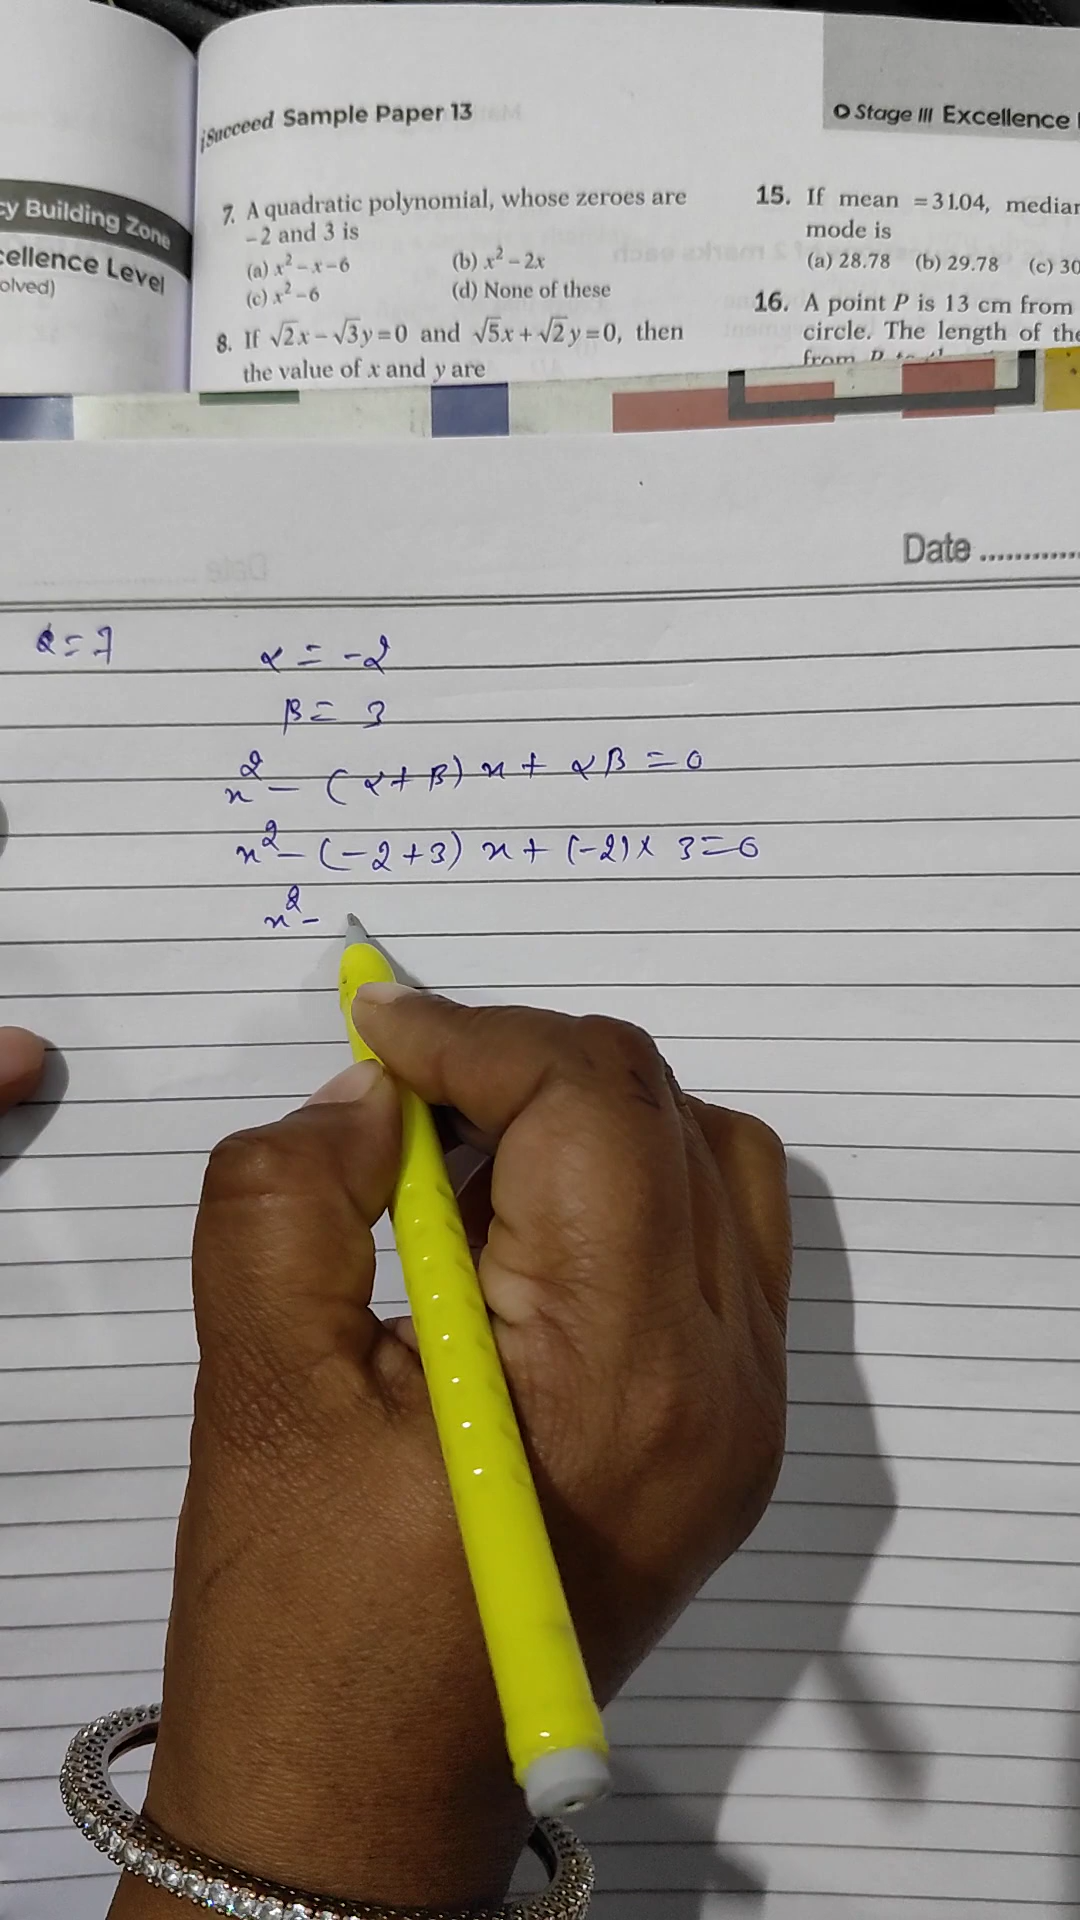 cy Building Zone
cellence Level
olved)
iSucceed Sample Paper 13
Stage III Excellence
7. A quadratic polynomial, whose zeroes are
-2 and 3 is
(a) x² - x - 6 (b) x² - 2x
(c) x² - 6 (d) None of these
8. If √2x - √3y = 0 and √5x + √2y = 0, then
the value of x and y are
15. If mean = 31.04, median
mode is
(a) 28.78 (b) 29.78 (c) 30
16. A point P is 13 cm from
circle. The length of the
from P to
Date ............
Q = 7
α = -2
β = 3
x² - (α + β) x + αβ = 0
x² - (-2 + 3) x + (-2) × 3 = 0
x² -